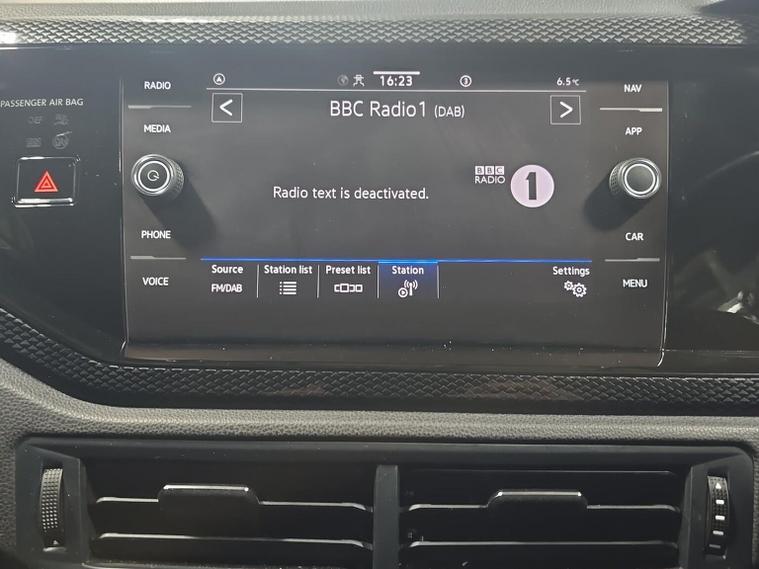 RADIO
16:23
3
6.5°C
NAV
PASSENGER AIR BAG
BBC Radio1 (DAB)
MEDIA
APP
BBC
RADIO
1
Radio text is deactivated.
PHONE
CAR
VOICE
Source
Station list
Preset list
Station
Settings
FM/DAB
MENU